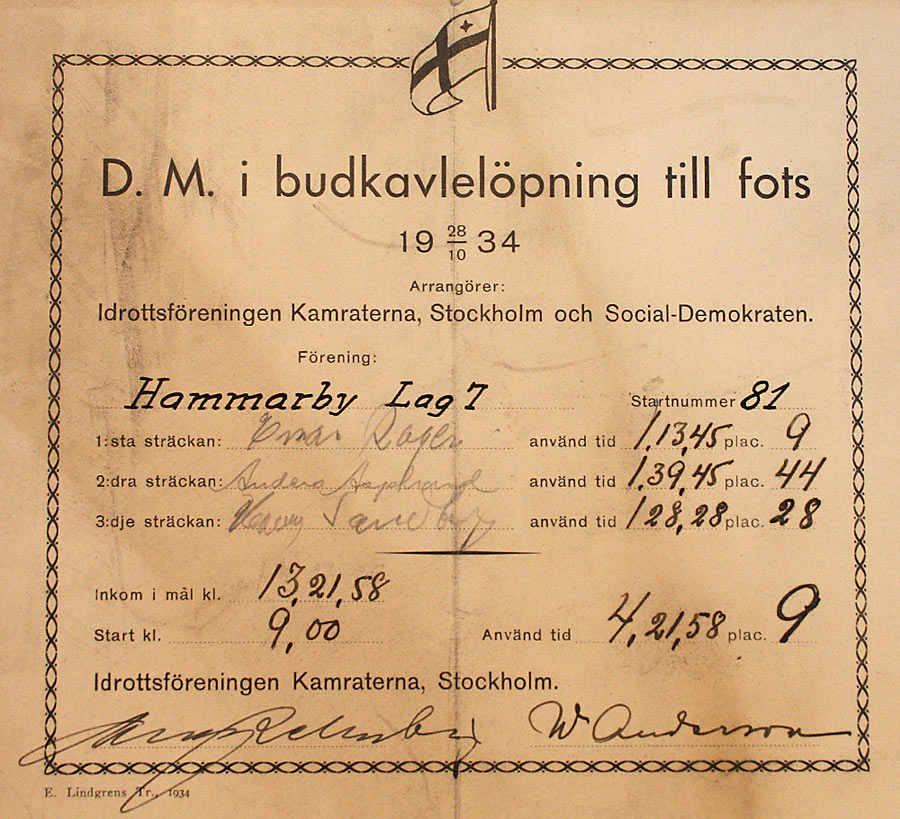 D. M. i budkavlelöpning till fots
19 28/10 34
Arrangörer:
Idrottsföreningen Kamraterna, Stockholm och Social-Demokraten.
Förening:
Hammarby Lag 7 Startnummer 81
1:sta sträckan: använd tid 1,13,45 plac. 9
2:dra sträckan: Anders använd tid 1.39,45 plac. 44
3:dje sträckan: Sandberg använd tid 1 28,28 plac. 28
Inkom i mål kl. 13,21,58
Start kl. 9,00 Använd tid 4,21,58 plac. 9
Idrottsföreningen Kamraterna, Stockholm.
W Anderson
E. Lindgrens Tr., 1934